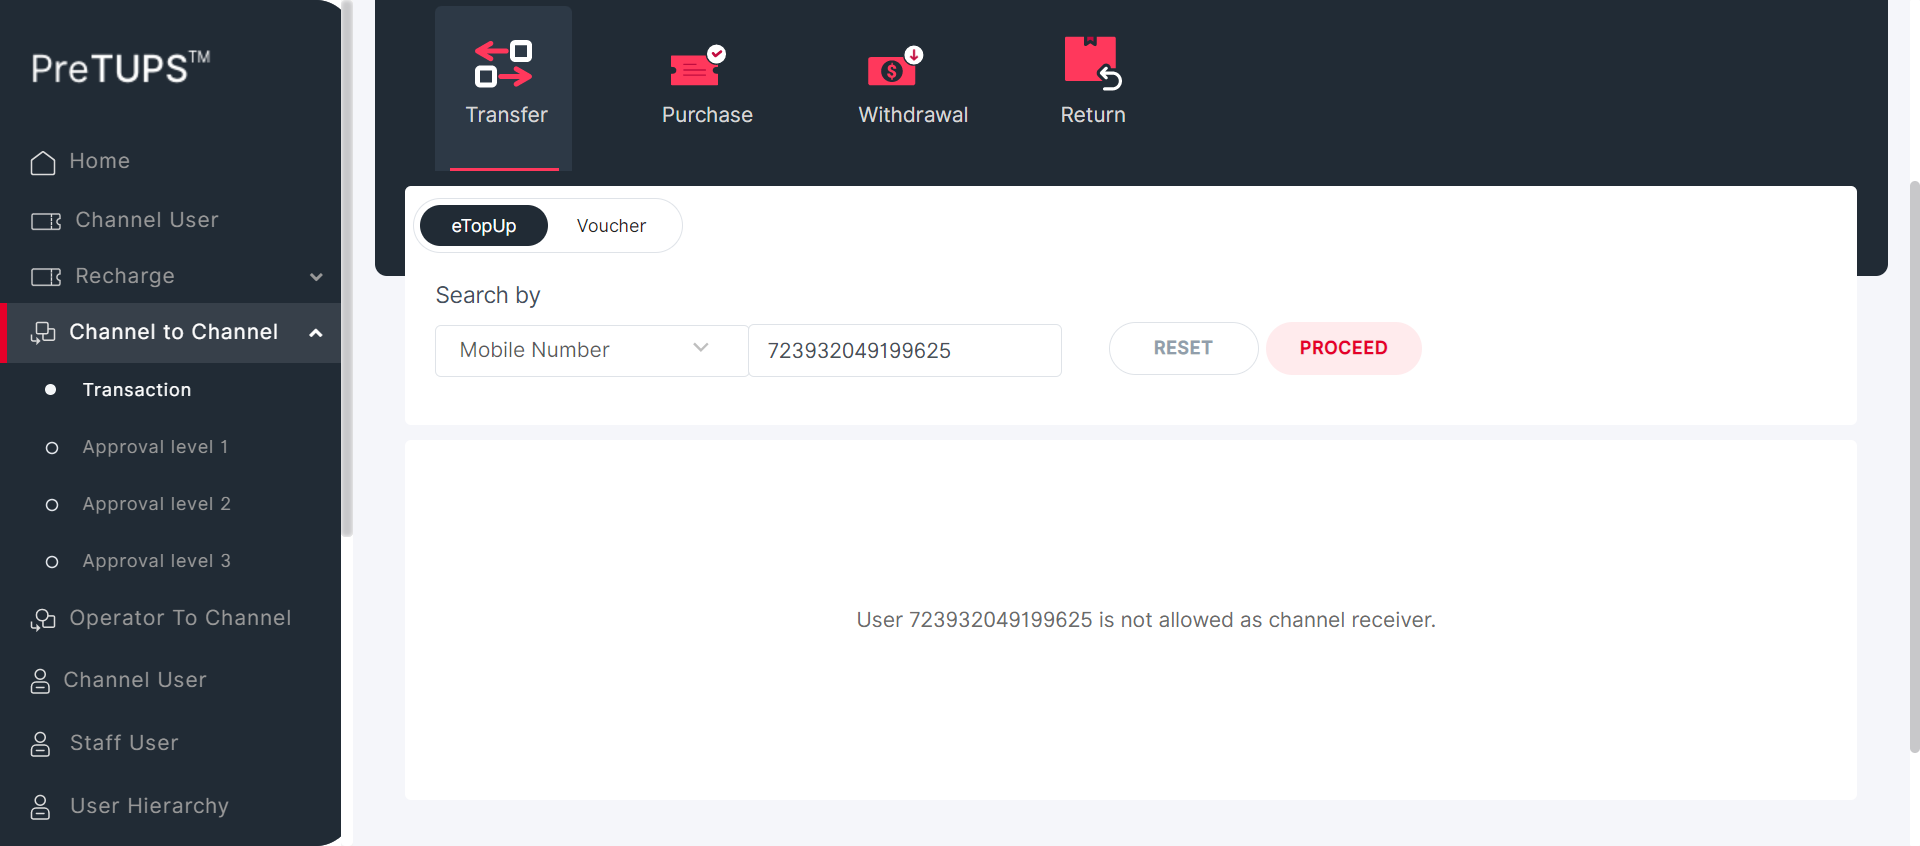 PreTUPS™
Home
Channel User
Recharge
Channel to Channel
Transaction
Approval level 1
Approval level 2
Approval level 3
Operator To Channel
Channel User
Staff User
User Hierarchy
Transfer
Purchase
Withdrawal
Return
eTopUp
Voucher
Search by
Mobile Number
723932049199625
RESET
PROCEED
User 723932049199625 is not allowed as channel receiver.